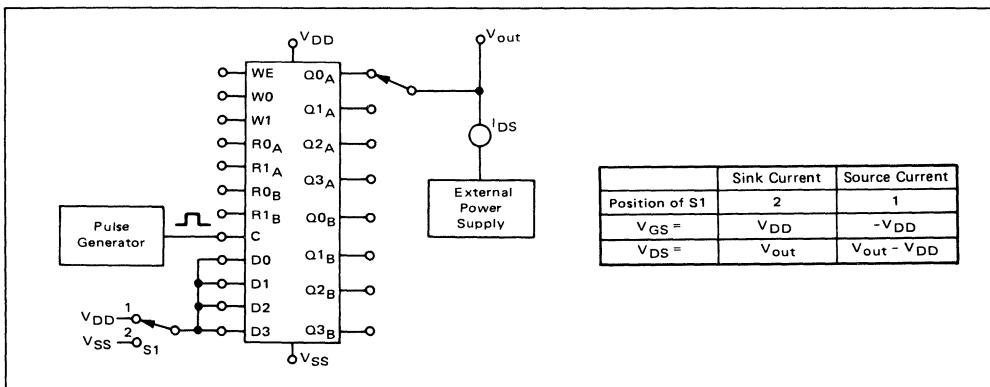 VDD
Vout
WE
W0
W1
R0A
R1A
R0B
R1B
C
D0
D1
D2
D3
Q0A
Q1A
Q2A
Q3A
Q0B
Q1B
Q2B
Q3B
IDS
External
Power
Supply
Pulse
Generator
VDD 1
VSS 2 S1
VSS
Sink Current Source Current
Position of S1 2 1
VGS = VDD -VDD
VDS = Vout Vout - VDD